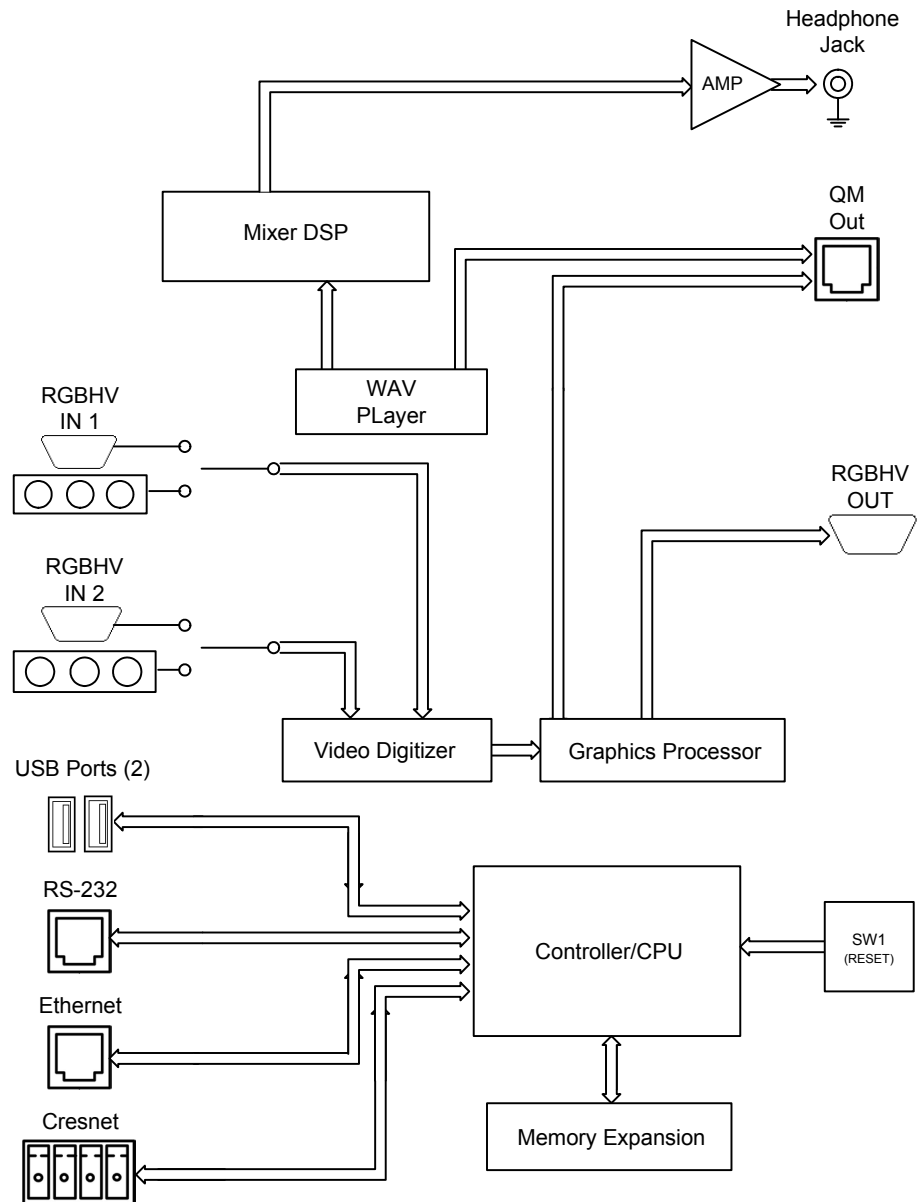 Headphone
Jack
AMP
QM
Out
Mixer DSP
WAV
PLayer
RGBHV
IN 1
RGBHV
OUT
RGBHV
IN 2
Video Digitizer
Graphics Processor
USB Ports (2)
RS-232
Controller/CPU
SW1
(RESET)
Ethernet
Cresnet
Memory Expansion